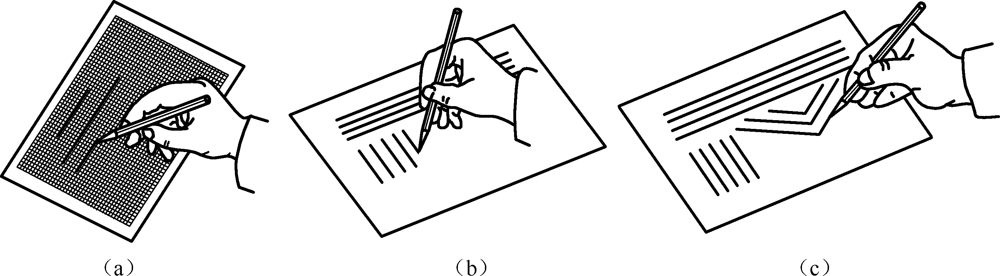 （a）
（b）
（c）